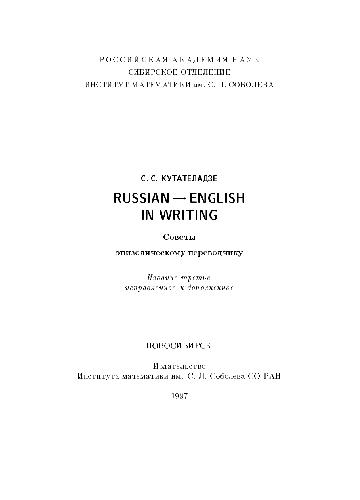 РОССИЙСКАЯ АКАДЕМИЯ НАУК
СИБИРСКОЕ ОТДЕЛЕНИЕ
ИНСТИТУТ МАТЕМАТИКИ им. С. Л. СОБОЛЕВА
С. С. КУТАТЕЛАДЗЕ
RUSSIAN — ENGLISH
IN WRITING
Советы
эпизодическому переводчику
Издание третье
исправленное и дополненное
НОВОСИБИРСК
Издательство
Института математики им. С. Л. Соболева СО РАН
1997